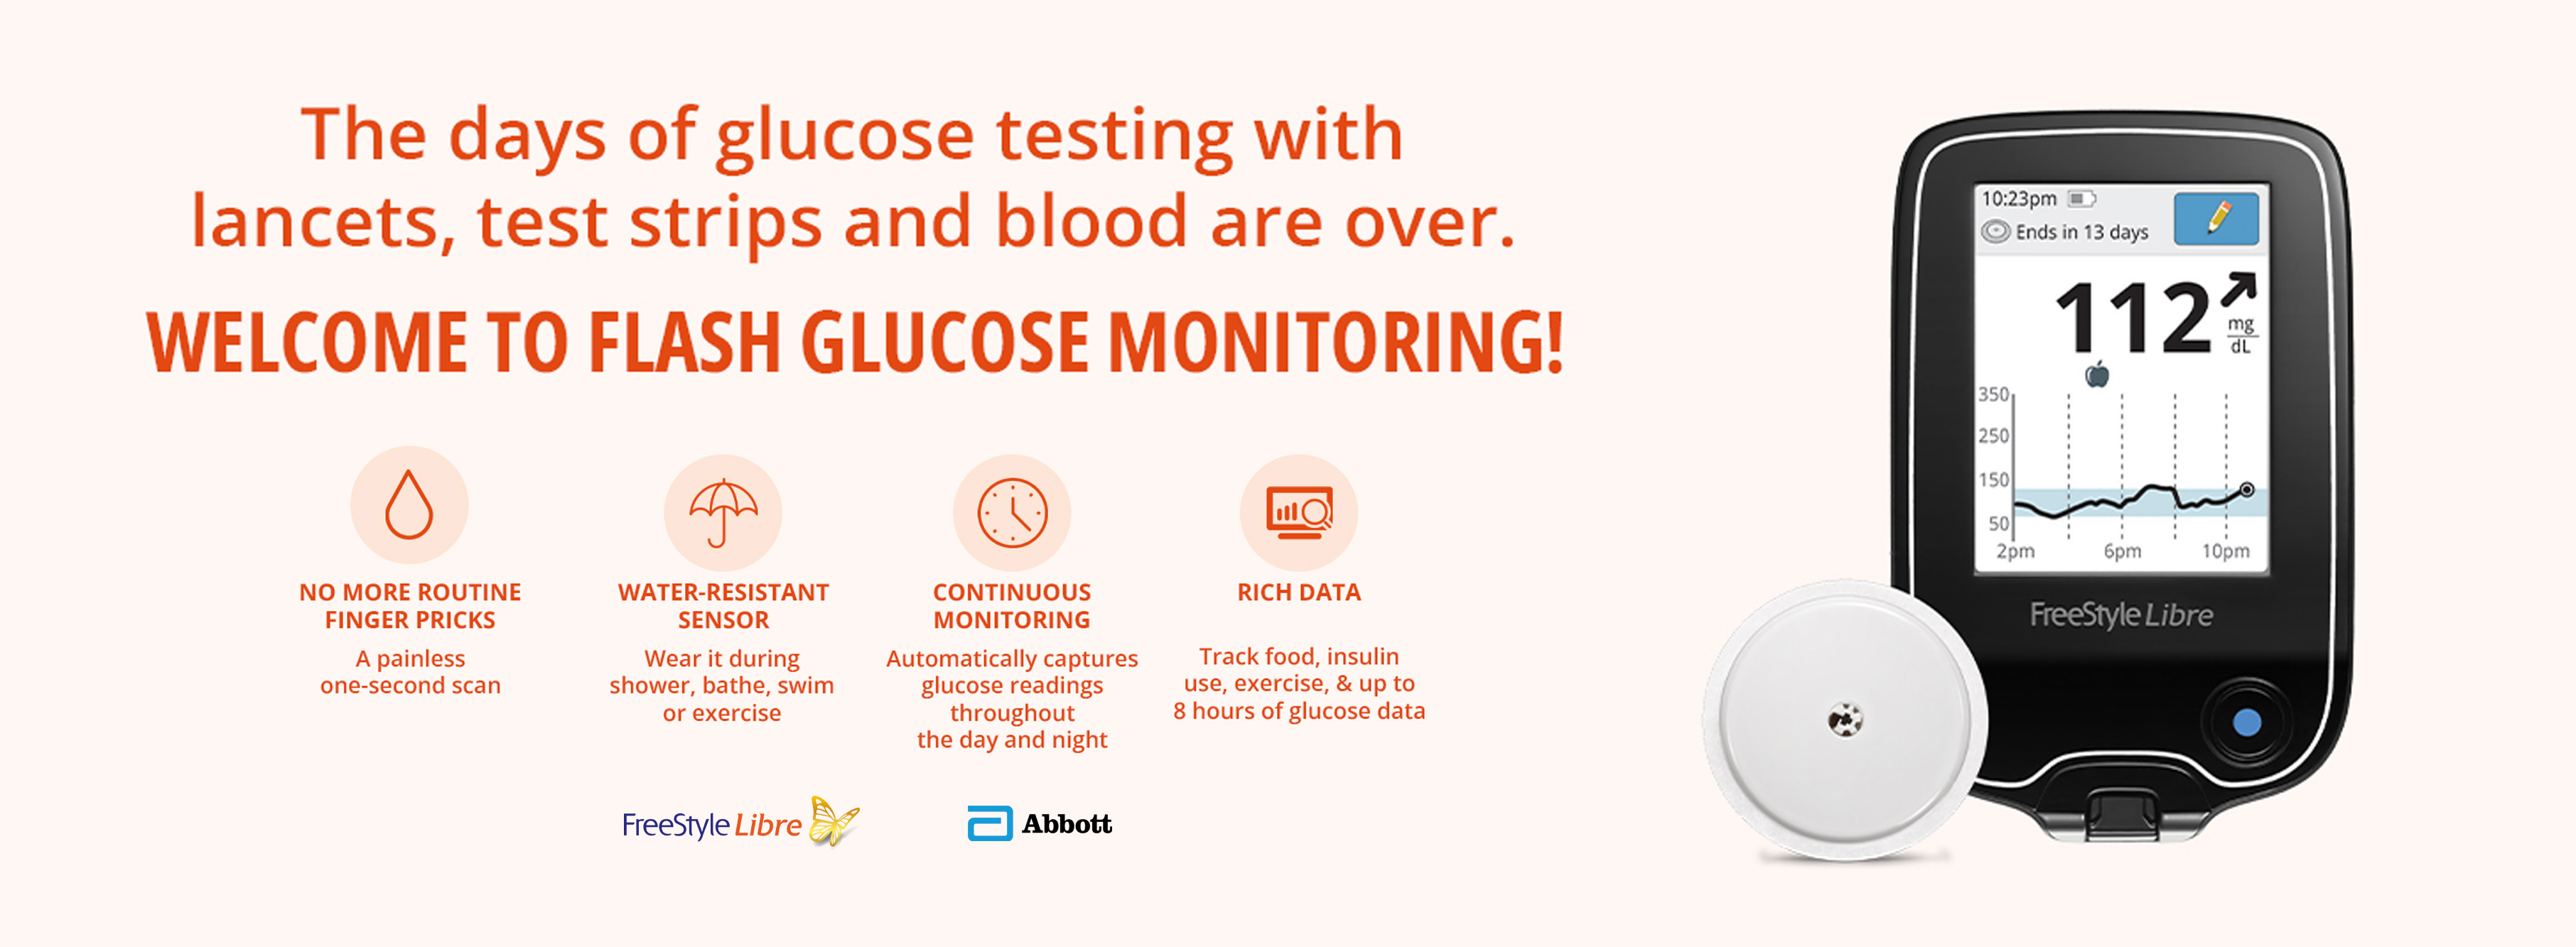 The days of glucose testing with
lancets, test strips and blood are over.
WELCOME TO FLASH GLUCOSE MONITORING!
NO MORE ROUTINE
FINGER PRICKS
A painless
one-second scan
WATER-RESISTANT
SENSOR
Wear it during
shower, bathe, swim
or exercise
CONTINUOUS
MONITORING
Automatically captures
glucose readings
throughout
the day and night
RICH DATA
Track food, insulin
use, exercise, & up to
8 hours of glucose data
FreeStyle Libre
Abbott
10:23pm
Ends in 13 days
112
mg
dL
350
250
150
50
2pm 6pm 10pm
FreeStyle Libre